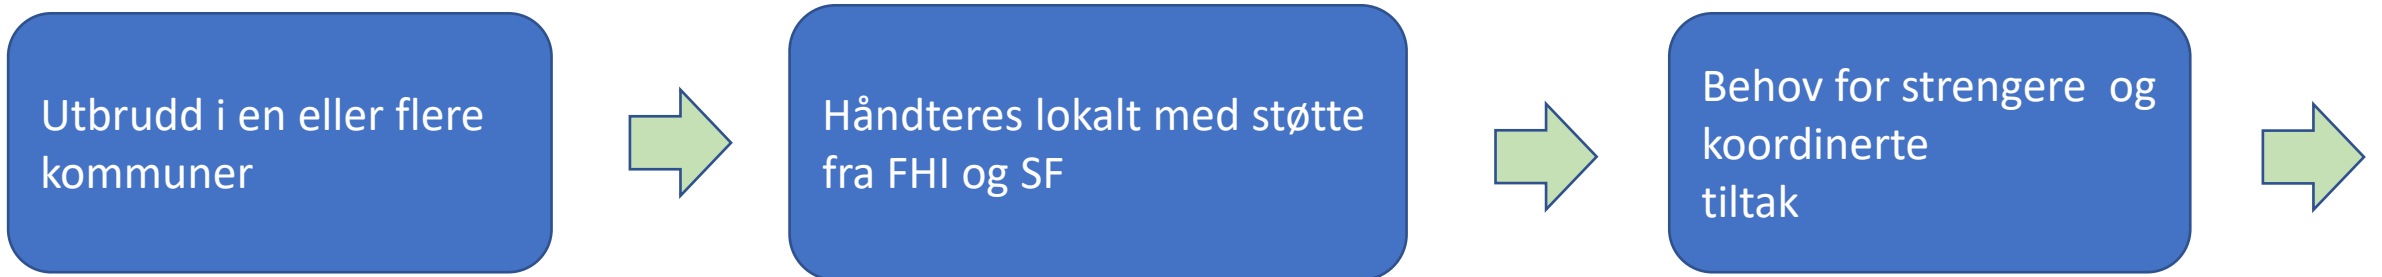 Utbrudd i en eller flere
kommuner
Håndteres lokalt med støtte
fra FHI og SF
Behov for strengere  og
koordinerte
tiltak